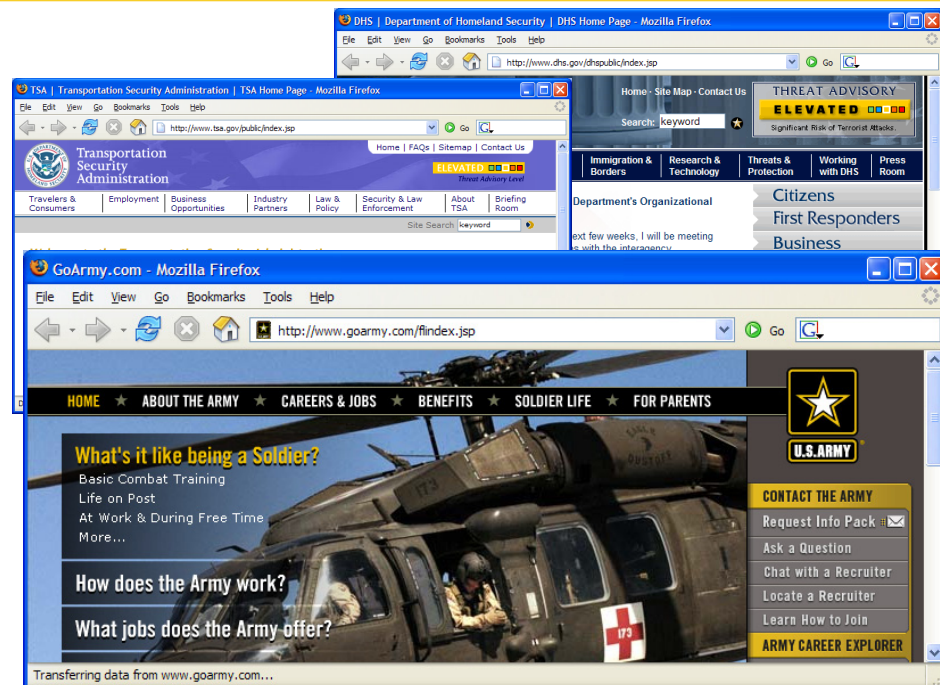 DHS | Department of Homeland Security | DHS Home Page - Mozilla Firefox
File Edit View Go Bookmarks Tools Help
http://www.dhs.gov/dhspublic/index.jsp
Go
Home · Site Map · Contact Us
Search: keyword
THREAT ADVISORY
ELEVATED
Significant Risk of Terrorist Attacks.
Immigration & Borders
Research & Technology
Threats & Protection
Working with DHS
Press Room
Department's Organizational
ext few weeks, I will be meeting
s with the interagency
Citizens
First Responders
Business
TSA | Transportation Security Administration | TSA Home Page - Mozilla Firefox
File Edit View Go Bookmarks Tools Help
http://www.tsa.gov/public/index.jsp
Go
Transportation
Security
Administration
Home | FAQs | Sitemap | Contact Us
ELEVATED
Threat Advisory Level
Travelers & Consumers
Employment
Business Opportunities
Industry Partners
Law & Policy
Security & Law Enforcement
About TSA
Briefing Room
Site Search keyword
GoArmy.com - Mozilla Firefox
File Edit View Go Bookmarks Tools Help
http://www.goarmy.com/flindex.jsp
Go
HOME ★ ABOUT THE ARMY ★ CAREERS & JOBS ★ BENEFITS ★ SOLDIER LIFE ★ FOR PARENTS
U.S.ARMY
What's it like being a Soldier?
Basic Combat Training
Life on Post
At Work & During Free Time
More...
How does the Army work?
What jobs does the Army offer?
173
EAGLE
DUSTOFF
173
CONTACT THE ARMY
Request Info Pack
Ask a Question
Chat with a Recruiter
Locate a Recruiter
Learn How to Join
ARMY CAREER EXPLORER
Transferring data from www.goarmy.com...